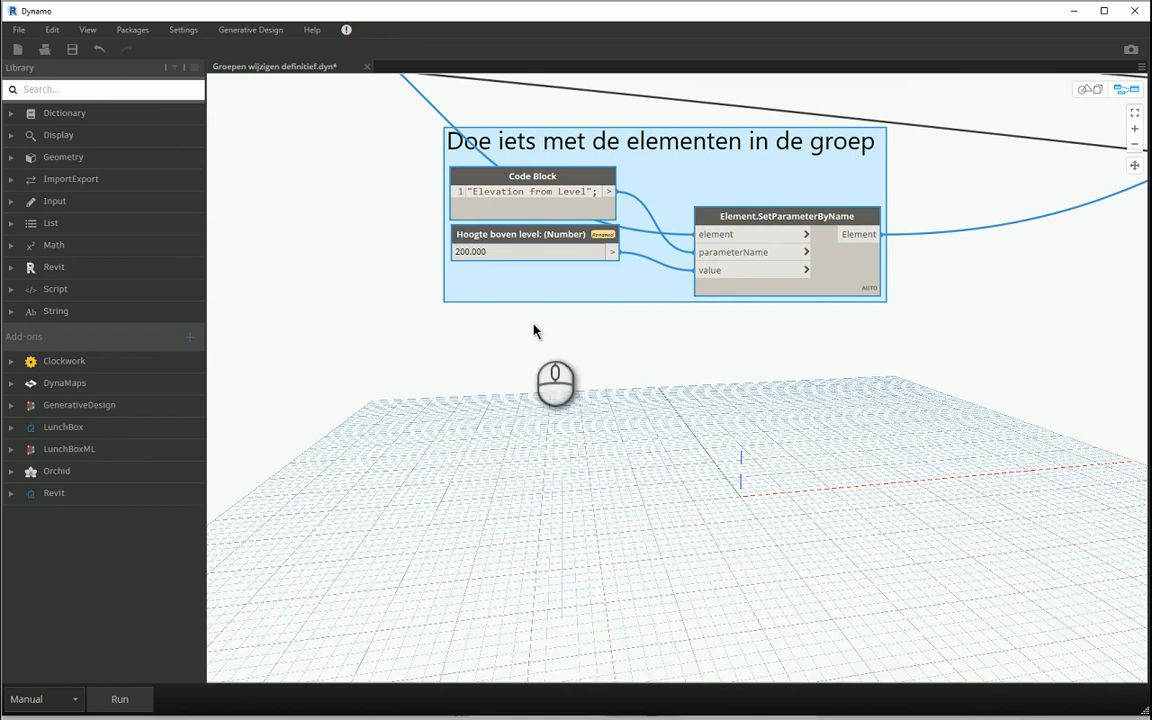 Dynamo
File Edit View Packages Settings Generative Design Help
Library
Groepen wijzigen definitief.dyn*
Search...
Dictionary
Display
Geometry
ImportExport
Input
List
Math
Revit
Script
String
Add-ons
Clockwork
DynaMaps
GenerativeDesign
LunchBox
LunchBoxML
Orchid
Revit
Doe iets met de elementen in de groep
Code Block
1 "Elevation from Level"; >
Hoogte boven level: (Number) Renamed
200.000 >
Element.SetParameterByName
element > Element
parameterName >
value >
AUTO
Manual Run